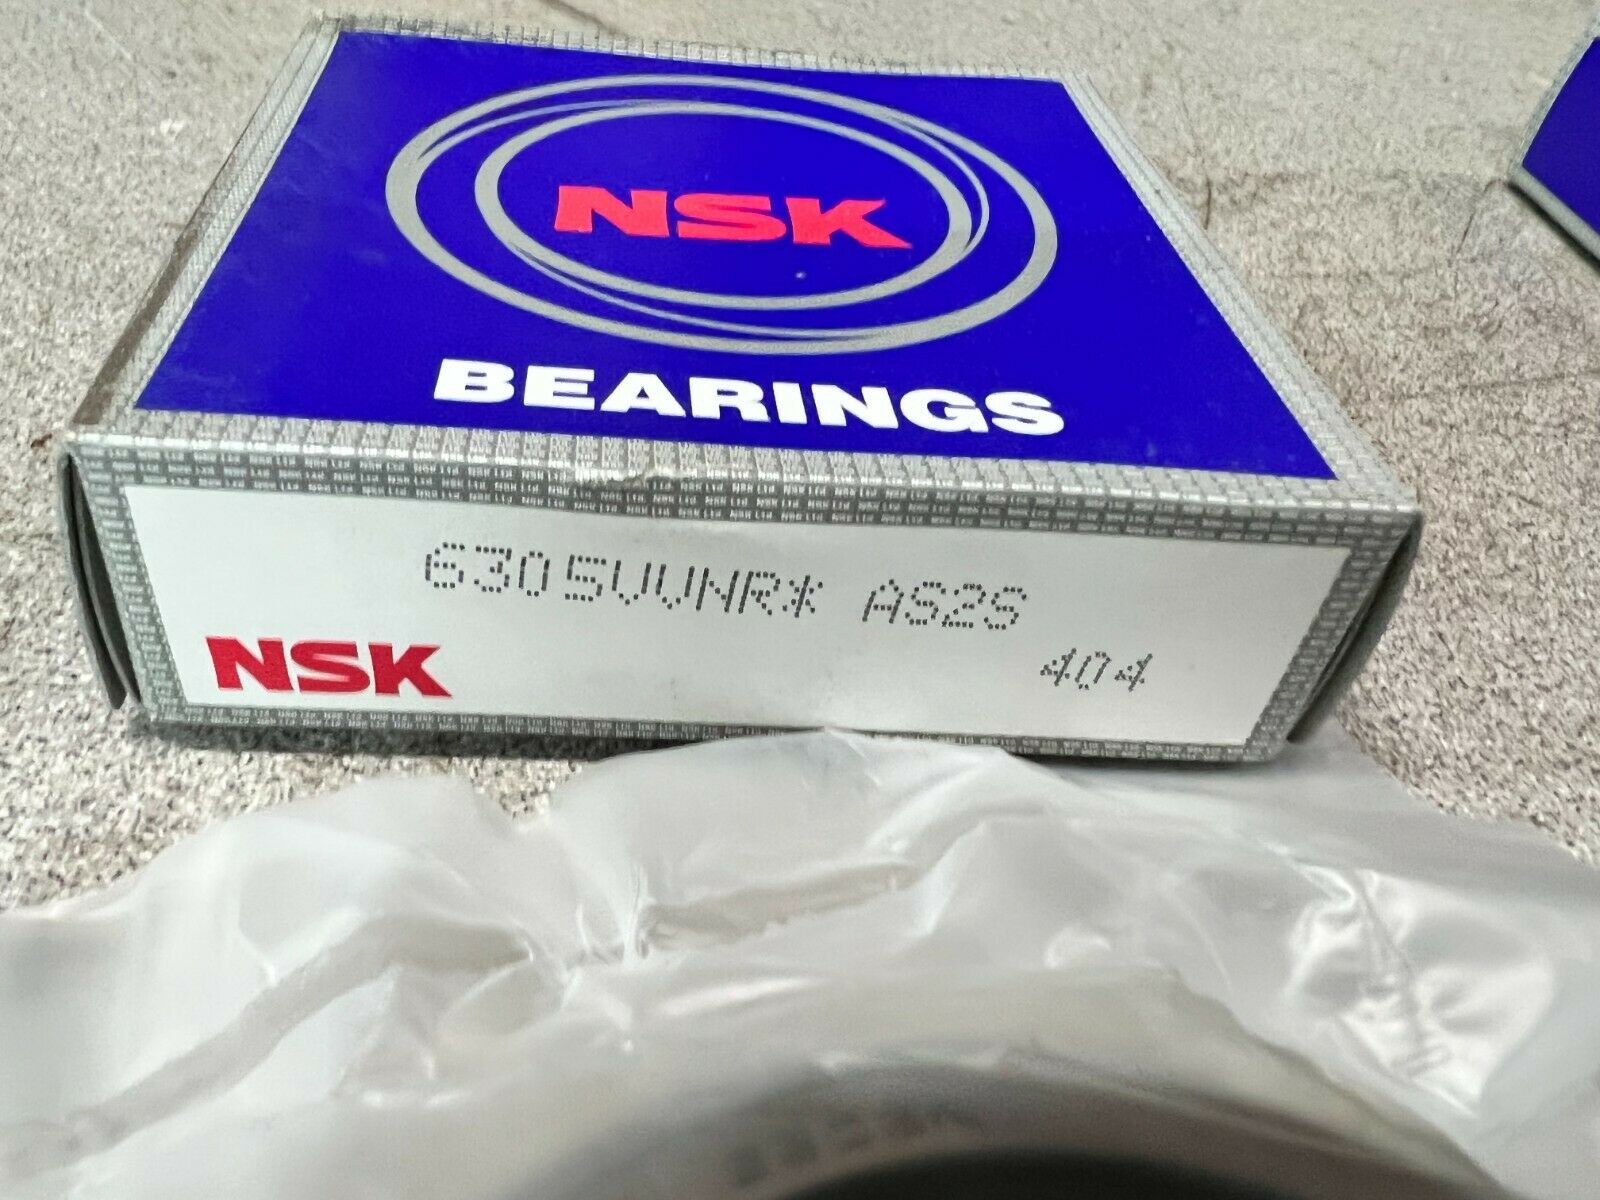 NSK
BEARINGS
6305VVNR* AS2S
NSK
404